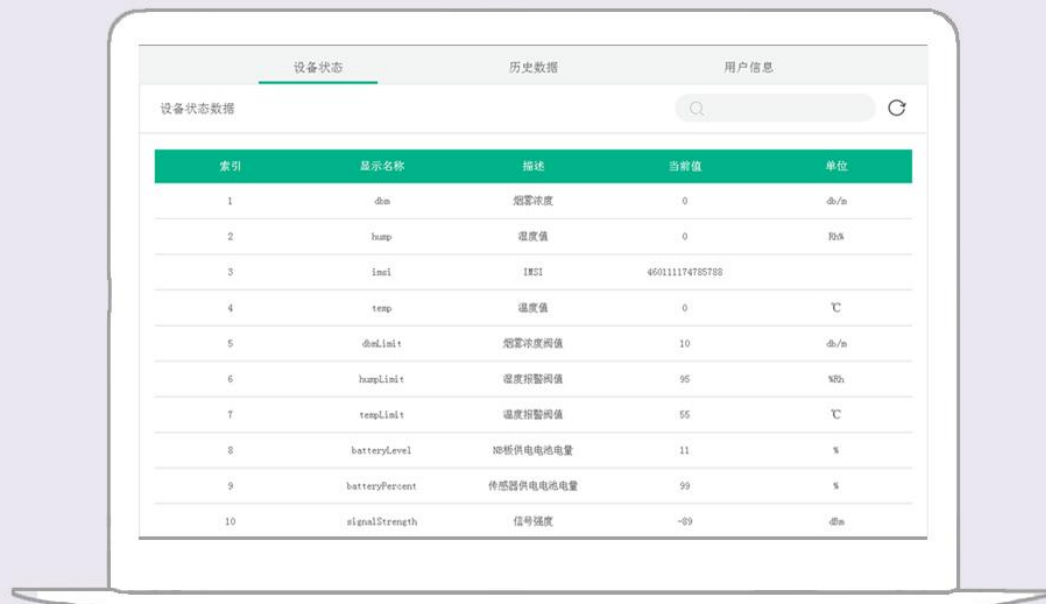 设备状态 历史数据 用户信息
设备状态数据
索引 显示名称 描述 当前值 单位
1 dbm 烟雾浓度 0 db/m
2 hump 湿度值 0 Rh%
3 imsi IMSI 460111174785788
4 temp 温度值 0 ℃
5 dbmLimit 烟雾浓度阀值 10 db/m
6 humpLimit 湿度报警阀值 95 %Rh
7 tempLimit 温度报警阀值 55 ℃
8 batteryLevel NB板供电电池电量 11 %
9 batteryPercent 传感器供电电池电量 99 %
10 signalStrength 信号强度 -89 dBm